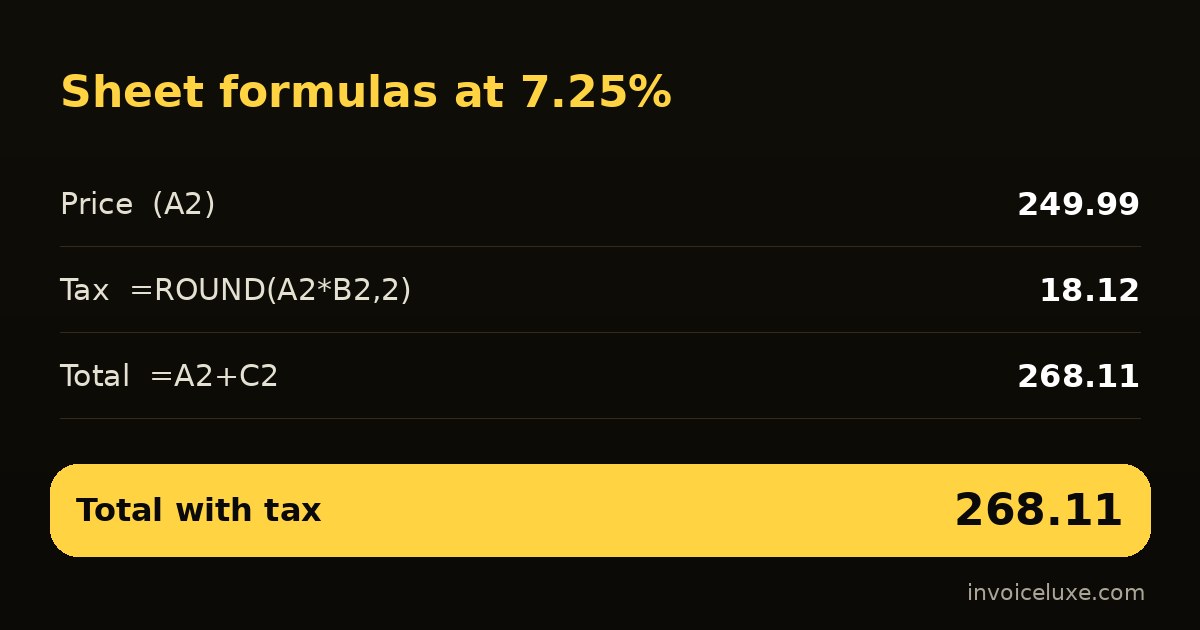 Sheet formulas at 7.25%
Price (A2) 249.99
Tax =ROUND(A2*B2,2) 18.12
Total =A2+C2 268.11
Total with tax 268.11
invoiceluxe.com